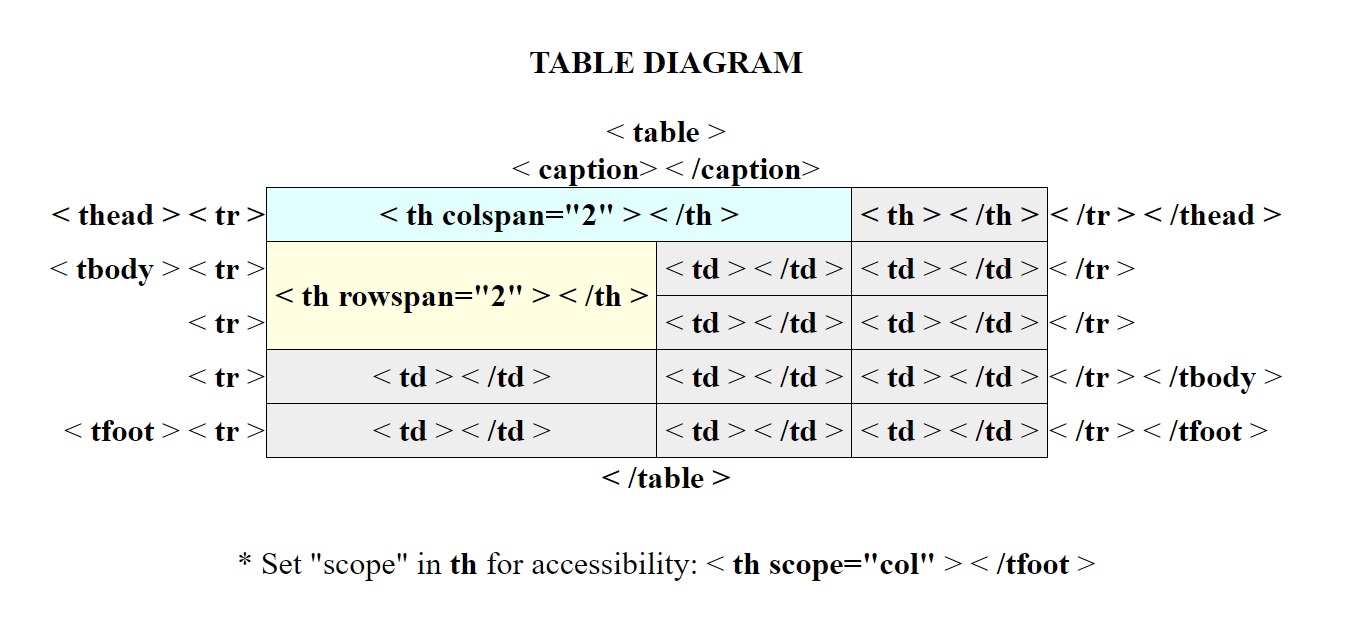 TABLE DIAGRAM
< table >
< caption> < /caption>
< thead > < tr > < th colspan="2" > < /th > < th > < /th > < /tr > < /thead >
< tbody > < tr > < th rowspan="2" > < /th > < td > < /td > < td > < /td > < /tr >
< tr > < td > < /td > < td > < /td > < /tr >
< tr > < td > < /td > < td > < /td > < td > < /td > < /tr > < /tbody >
< tfoot > < tr > < td > < /td > < td > < /td > < td > < /td > < /tr > < /tfoot >
< /table >
* Set "scope" in th for accessibility: < th scope="col" > < /tfoot >